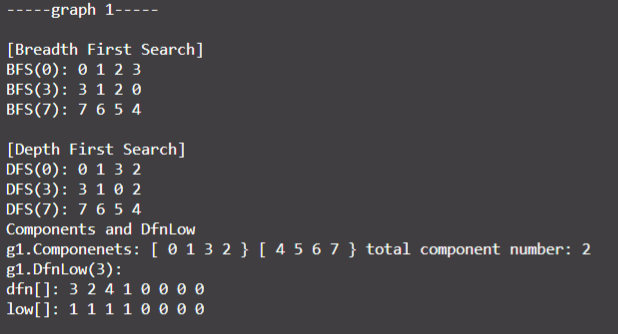 -----graph 1-----
[Breadth First Search]
BFS(0): 0 1 2 3
BFS(3): 3 1 2 0
BFS(7): 7 6 5 4
[Depth First Search]
DFS(0): 0 1 3 2
DFS(3): 3 1 0 2
DFS(7): 7 6 5 4
Components and DfnLow
g1.Componenets: [ 0 1 3 2 } [ 4 5 6 7 } total component number: 2
g1.DfnLow(3):
dfn[]: 3 2 4 1 0 0 0 0
low[]: 1 1 1 1 0 0 0 0